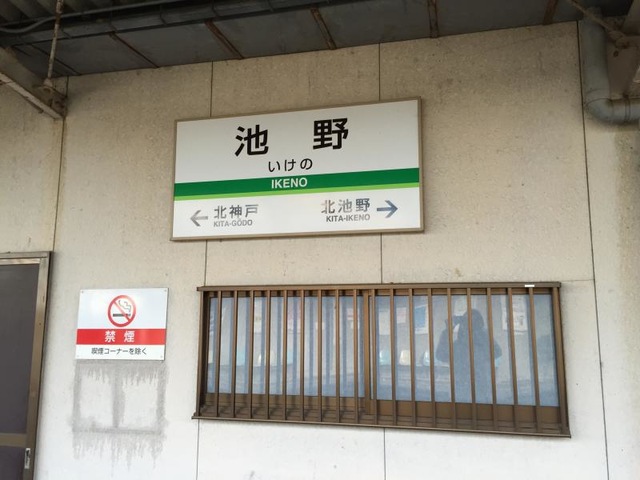 池 野
いけの
IKENO
北神戸
KITA-GŌDO
北池野
KITA-IKENO
禁煙
喫煙コーナーを除く